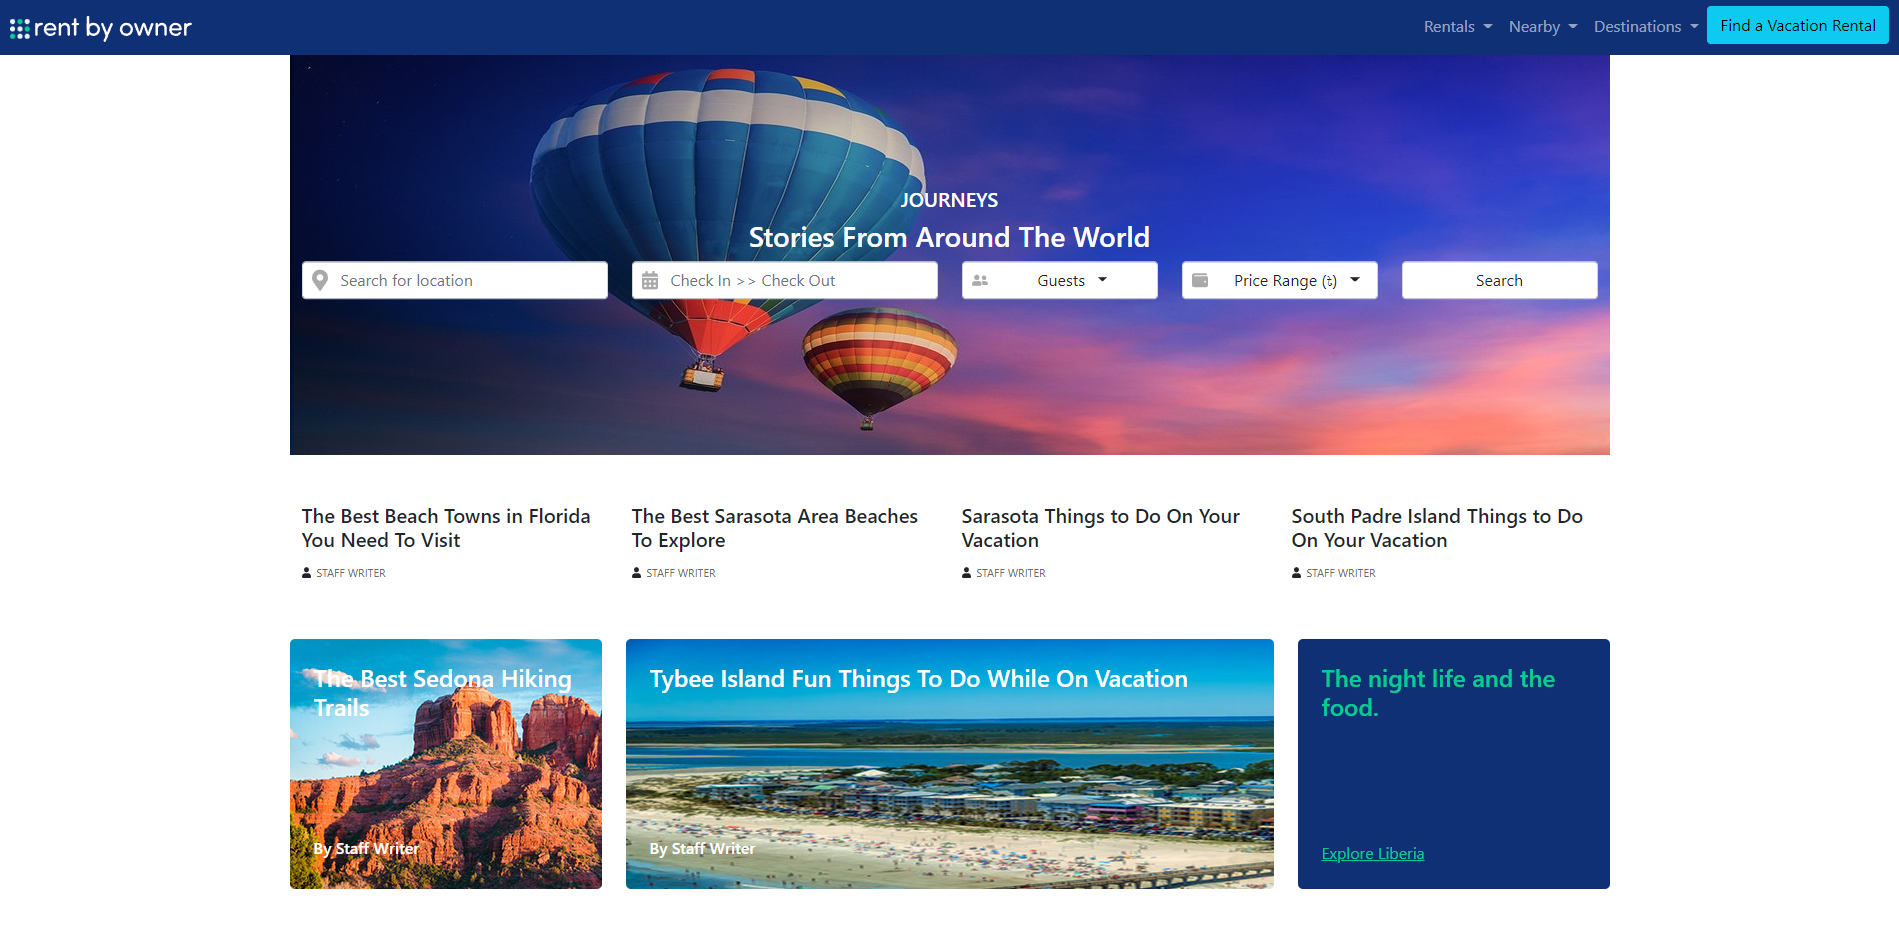 rent by owner
Rentals
Nearby
Destinations
Find a Vacation Rental
JOURNEYS
Stories From Around The World
Search for location
Check In >> Check Out
Guests
Price Range (৳)
Search
The Best Beach Towns in Florida
You Need To Visit
STAFF WRITER
The Best Sarasota Area Beaches
To Explore
STAFF WRITER
Sarasota Things to Do On Your
Vacation
STAFF WRITER
South Padre Island Things to Do
On Your Vacation
STAFF WRITER
The Best Sedona Hiking
Trails
By Staff Writer
Tybee Island Fun Things To Do While On Vacation
By Staff Writer
The night life and the
food.
Explore Liberia